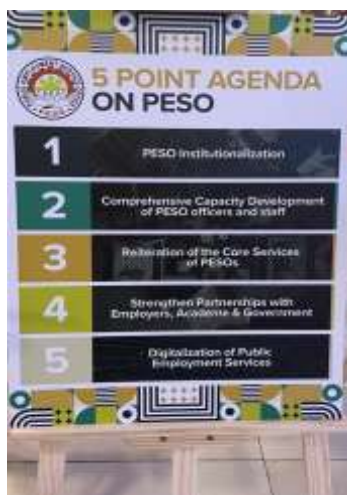 5 POINT AGENDA
ON PESO
1
PESO Institutionalization
2
Comprehensive Capacity Development
of PESO officers and staff
3
Reiteration of the Core Services
of PESOs
4
Strengthen Partnerships with
Employers, Academe & Government
5
Digitalization of Public
Employment Services